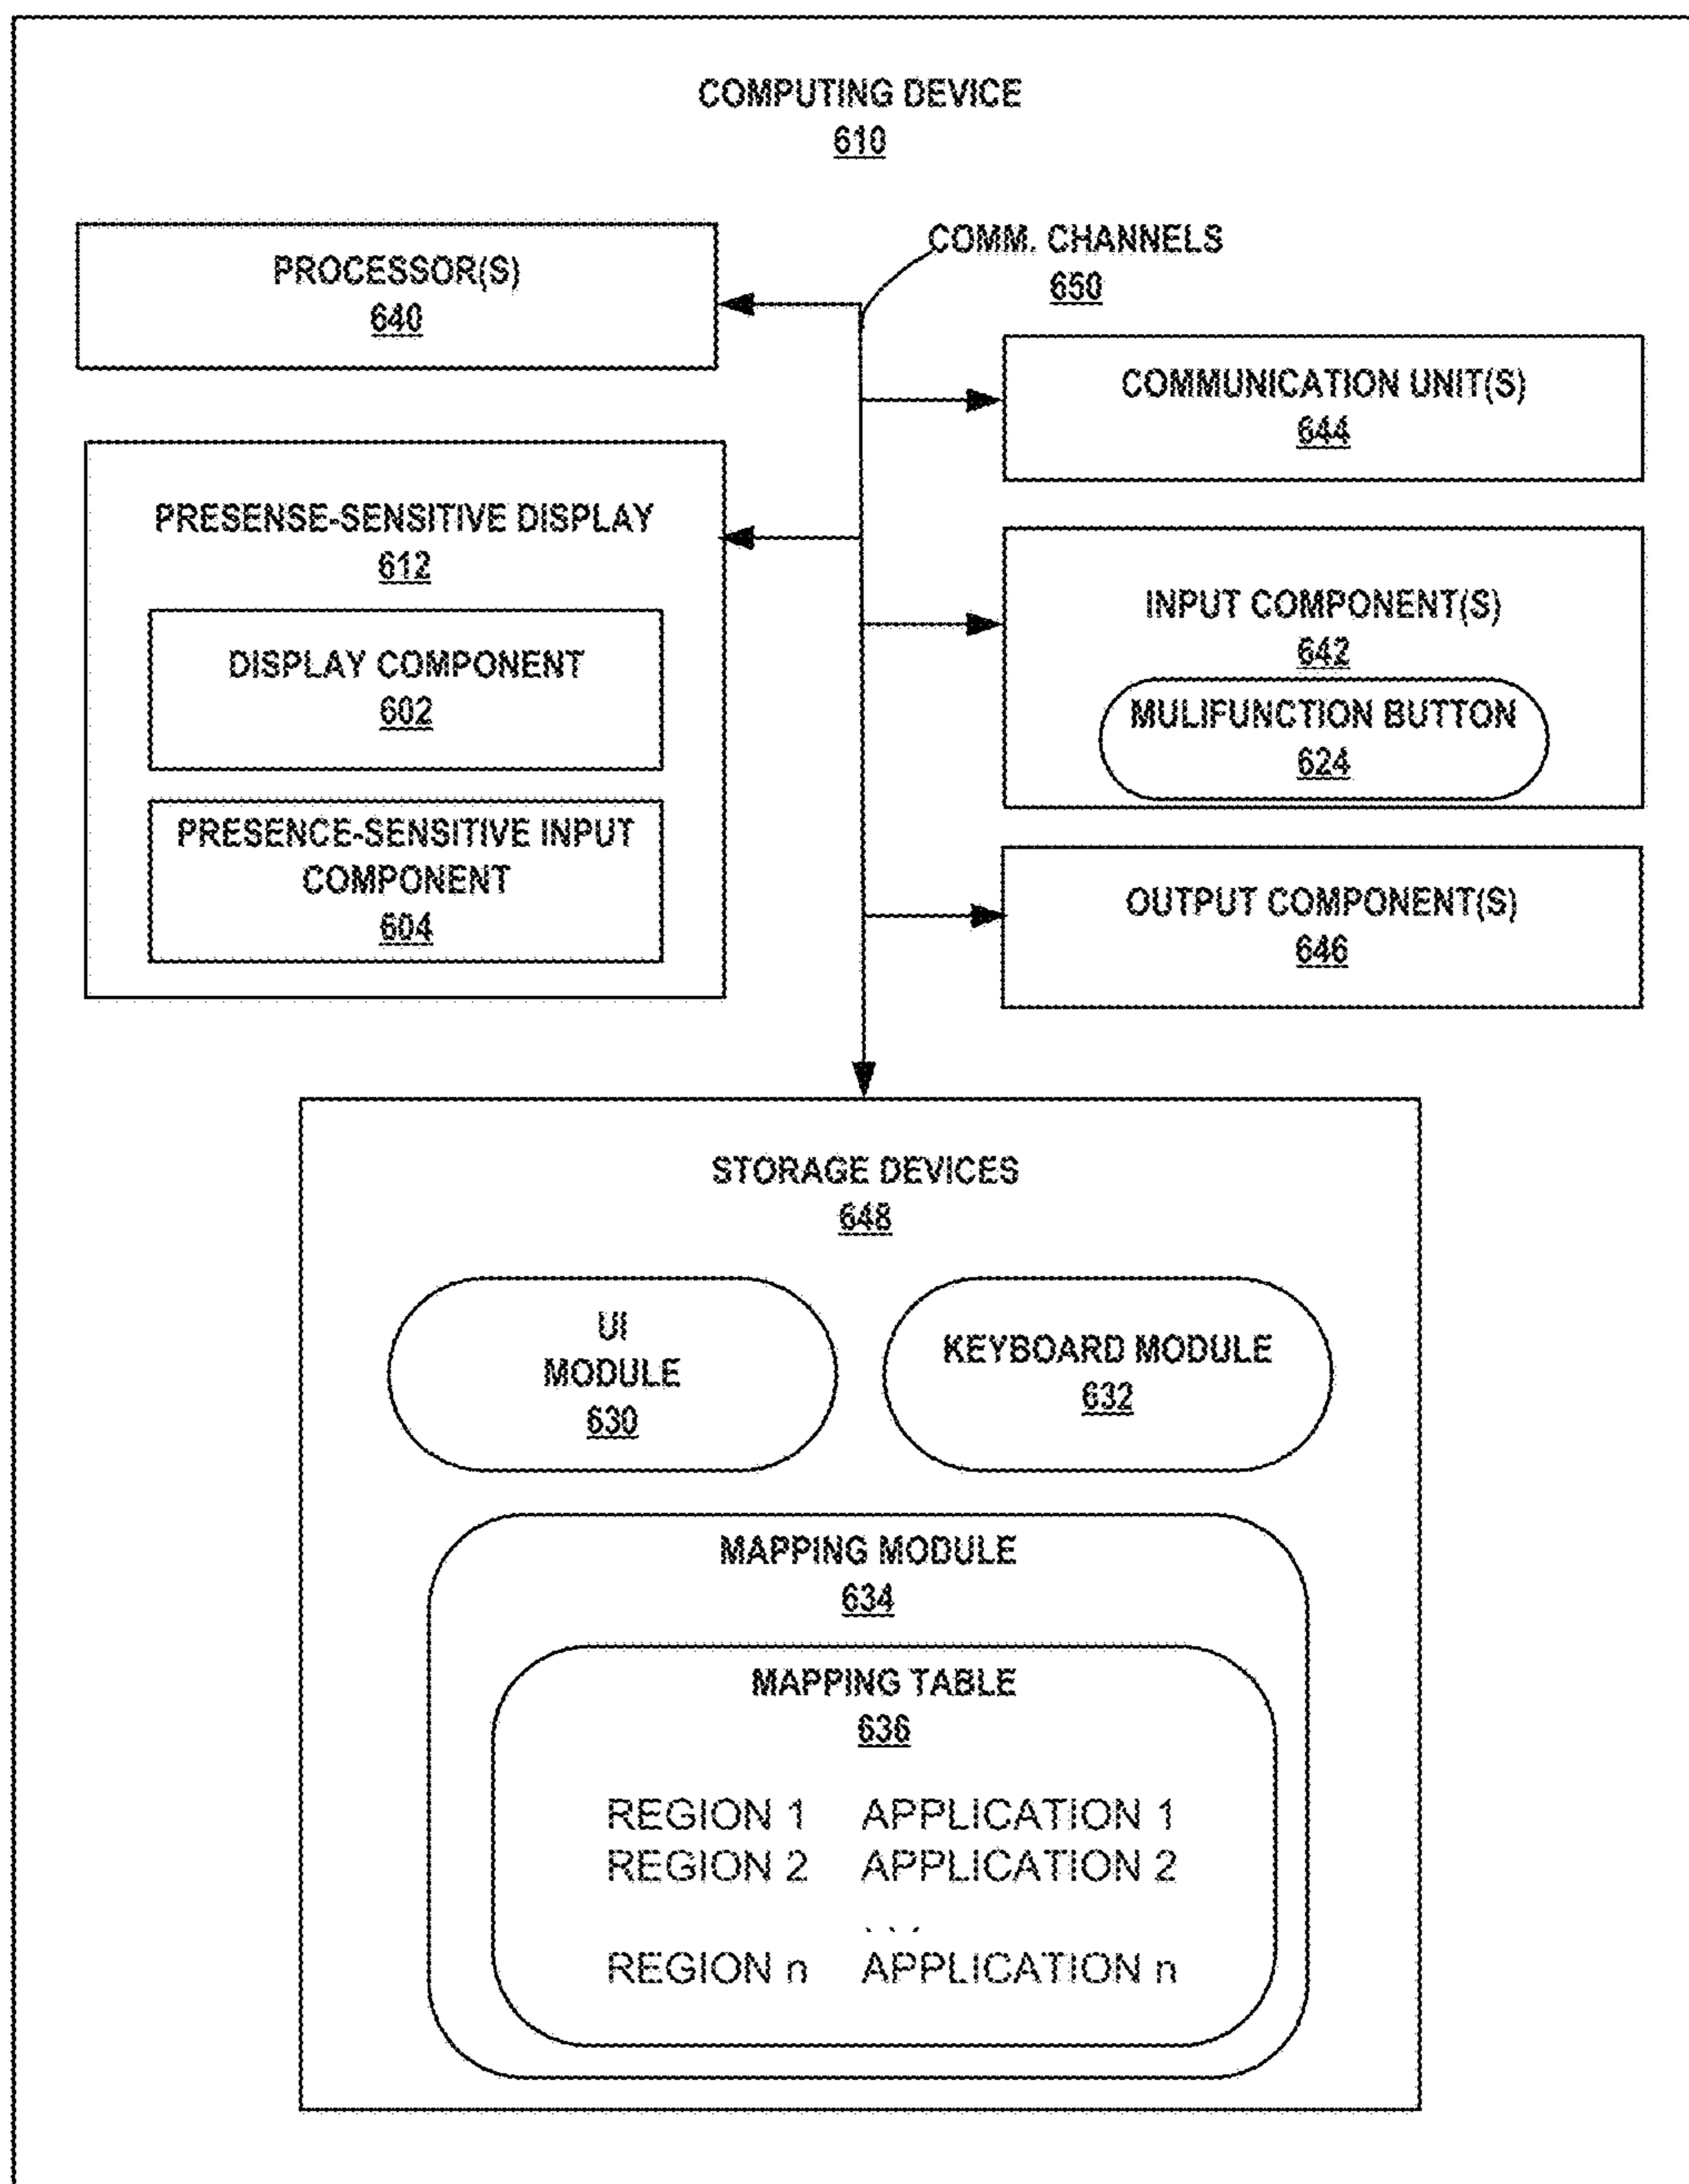 COMPUTING DEVICE
610
PROCESSOR(S)
640
COMM. CHANNELS
650
COMMUNICATION UNIT(S)
644
PRESENSE-SENSITIVE DISPLAY
612
DISPLAY COMPONENT
602
PRESENCE-SENSITIVE INPUT
COMPONENT
604
INPUT COMPONENT(S)
642
MULIFUNCTION BUTTON
624
OUTPUT COMPONENT(S)
646
STORAGE DEVICES
648
UI
MODULE
630
KEYBOARD MODULE
632
MAPPING MODULE
634
MAPPING TABLE
636
REGION 1 APPLICATION 1
REGION 2 APPLICATION 2
...
REGION n APPLICATION n